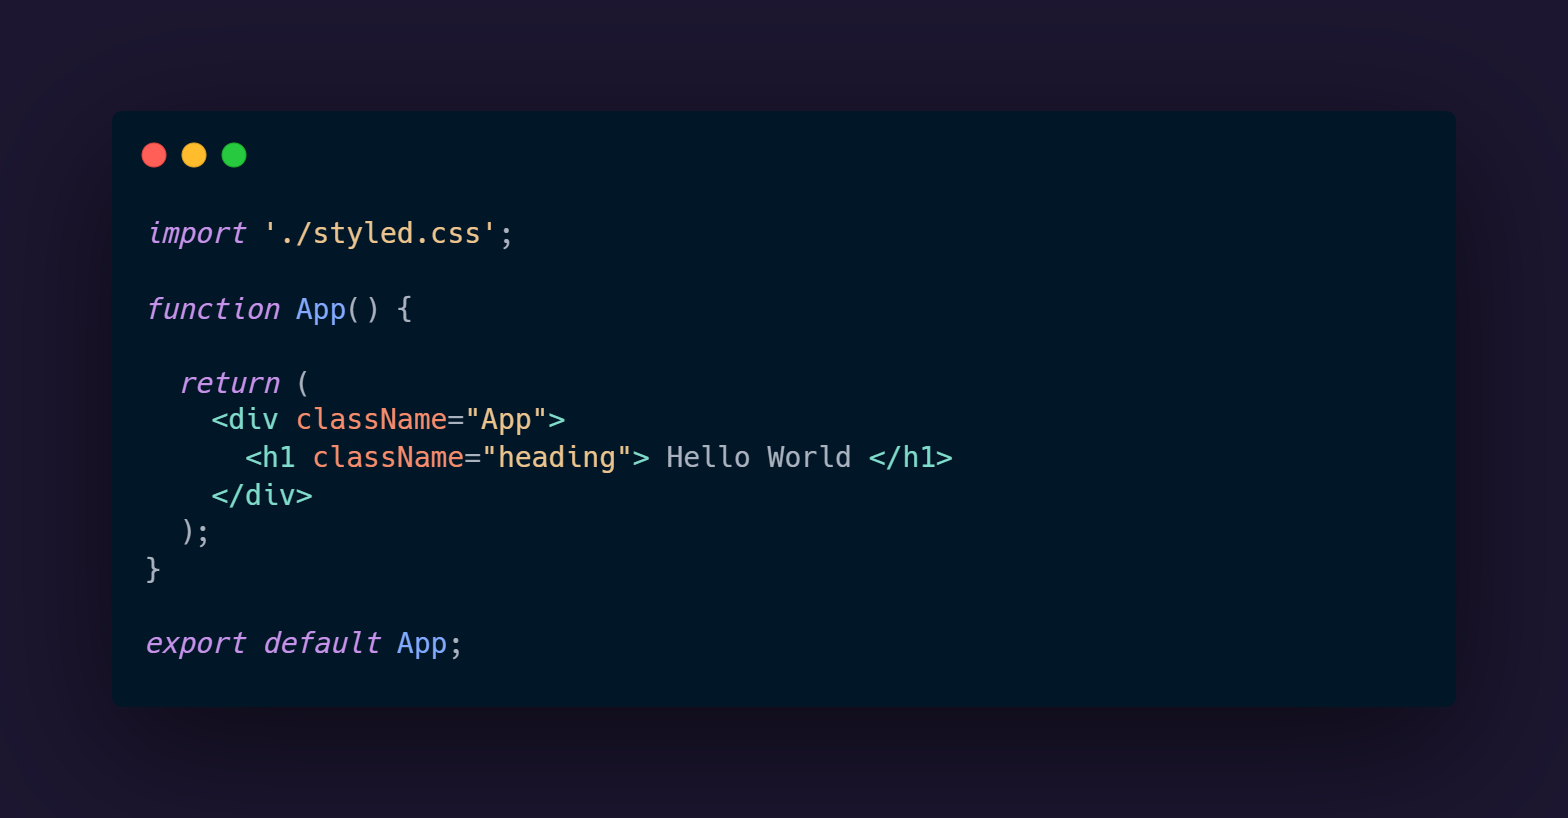 import './styled.css';
function App() {
  return (
    <div className="App">
      <h1 className="heading"> Hello World </h1>
    </div>
  );
}
export default App;